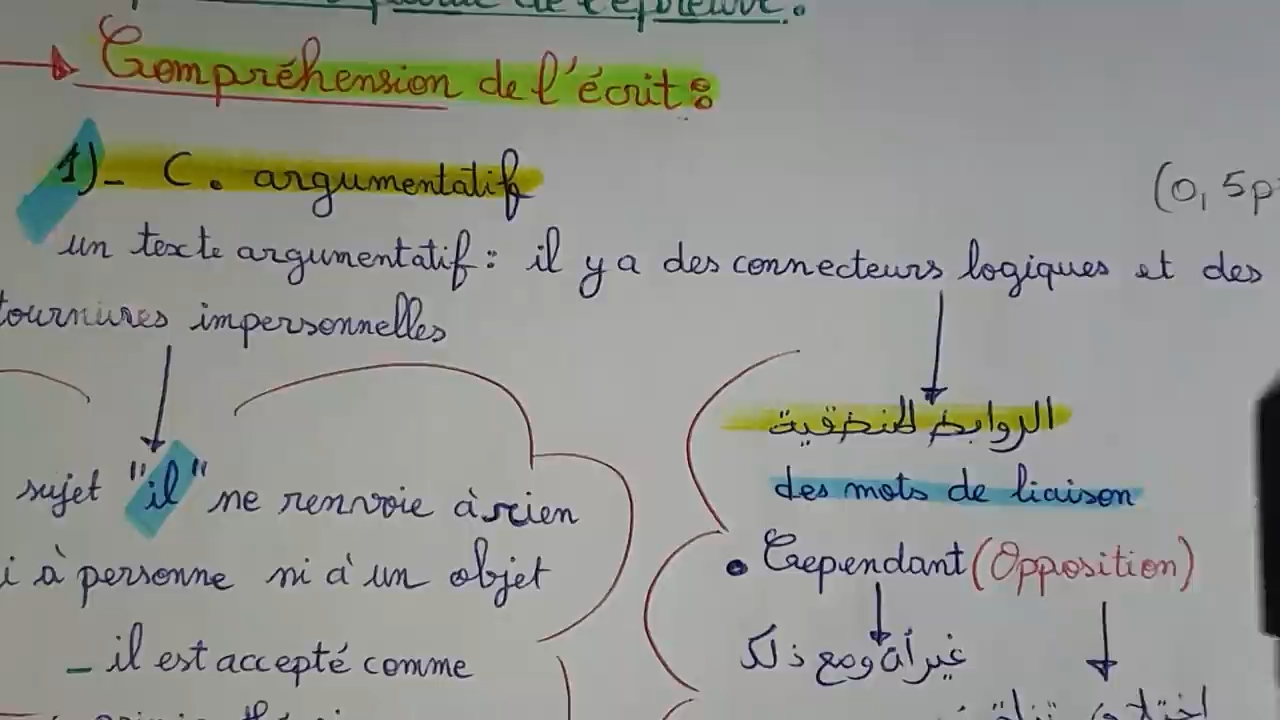 de l'épreuve.
Compréhension de l'écrit :
1)- C. argumentatif
(0,5p
un texte argumentatif : il y a des connecteurs logiques et des
tournures impersonnelles
sujet "il" ne renvoie à rien
i à personne ni à un objet
- il est accepté comme
الروابط المنطقية
des mots de liaison
• Cependant (Opposition)
غير أن ومع ذلك